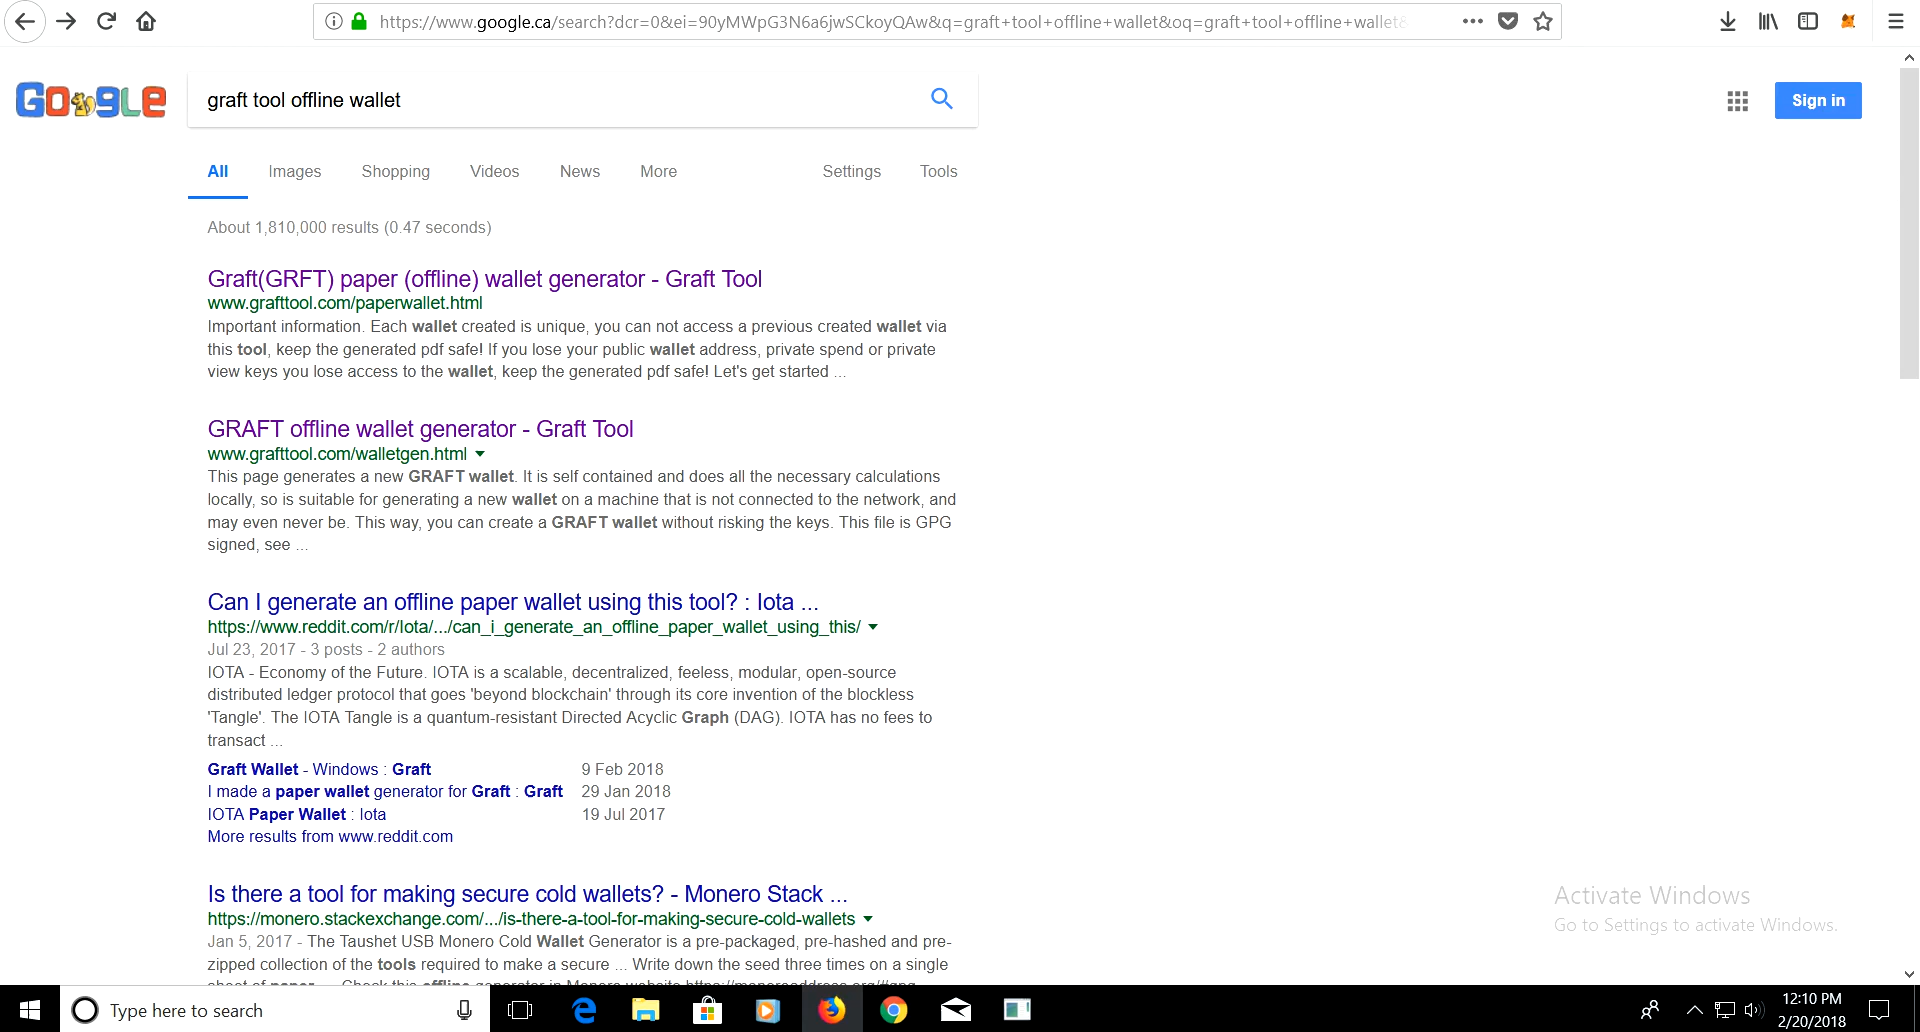 https://www.google.ca/search?dcr=0&ei=90yMWpG3N6a6jwSCkoyQAw&q=graft+tool+offline+wallet&oq=graft+tool+offline+wallet&
Google
graft tool offline wallet
Sign in
All Images Shopping Videos News More Settings Tools
About 1,810,000 results (0.47 seconds)
Graft(GRFT) paper (offline) wallet generator - Graft Tool
www.grafttool.com/paperwallet.html
Important information. Each wallet created is unique, you can not access a previous created wallet via
this tool, keep the generated pdf safe! If you lose your public wallet address, private spend or private
view keys you lose access to the wallet, keep the generated pdf safe! Let's get started ...
GRAFT offline wallet generator - Graft Tool
www.grafttool.com/walletgen.html
This page generates a new GRAFT wallet. It is self contained and does all the necessary calculations
locally, so is suitable for generating a new wallet on a machine that is not connected to the network, and
may even never be. This way, you can create a GRAFT wallet without risking the keys. This file is GPG
signed, see ...
Can I generate an offline paper wallet using this tool? : Iota ...
https://www.reddit.com/r/Iota/.../can_i_generate_an_offline_paper_wallet_using_this/
Jul 23, 2017 - 3 posts - 2 authors
IOTA - Economy of the Future. IOTA is a scalable, decentralized, feeless, modular, open-source
distributed ledger protocol that goes 'beyond blockchain' through its core invention of the blockless
'Tangle'. The IOTA Tangle is a quantum-resistant Directed Acyclic Graph (DAG). IOTA has no fees to
transact ...
Graft Wallet - Windows : Graft 9 Feb 2018
I made a paper wallet generator for Graft : Graft 29 Jan 2018
IOTA Paper Wallet : Iota 19 Jul 2017
More results from www.reddit.com
Is there a tool for making secure cold wallets? - Monero Stack ...
https://monero.stackexchange.com/.../is-there-a-tool-for-making-secure-cold-wallets
Jan 5, 2017 - The Taushet USB Monero Cold Wallet Generator is a pre-packaged, pre-hashed and pre-
zipped collection of the tools required to make a secure ... Write down the seed three times on a single
Activate Windows
Go to Settings to activate Windows.
Type here to search
12:10 PM
2/20/2018